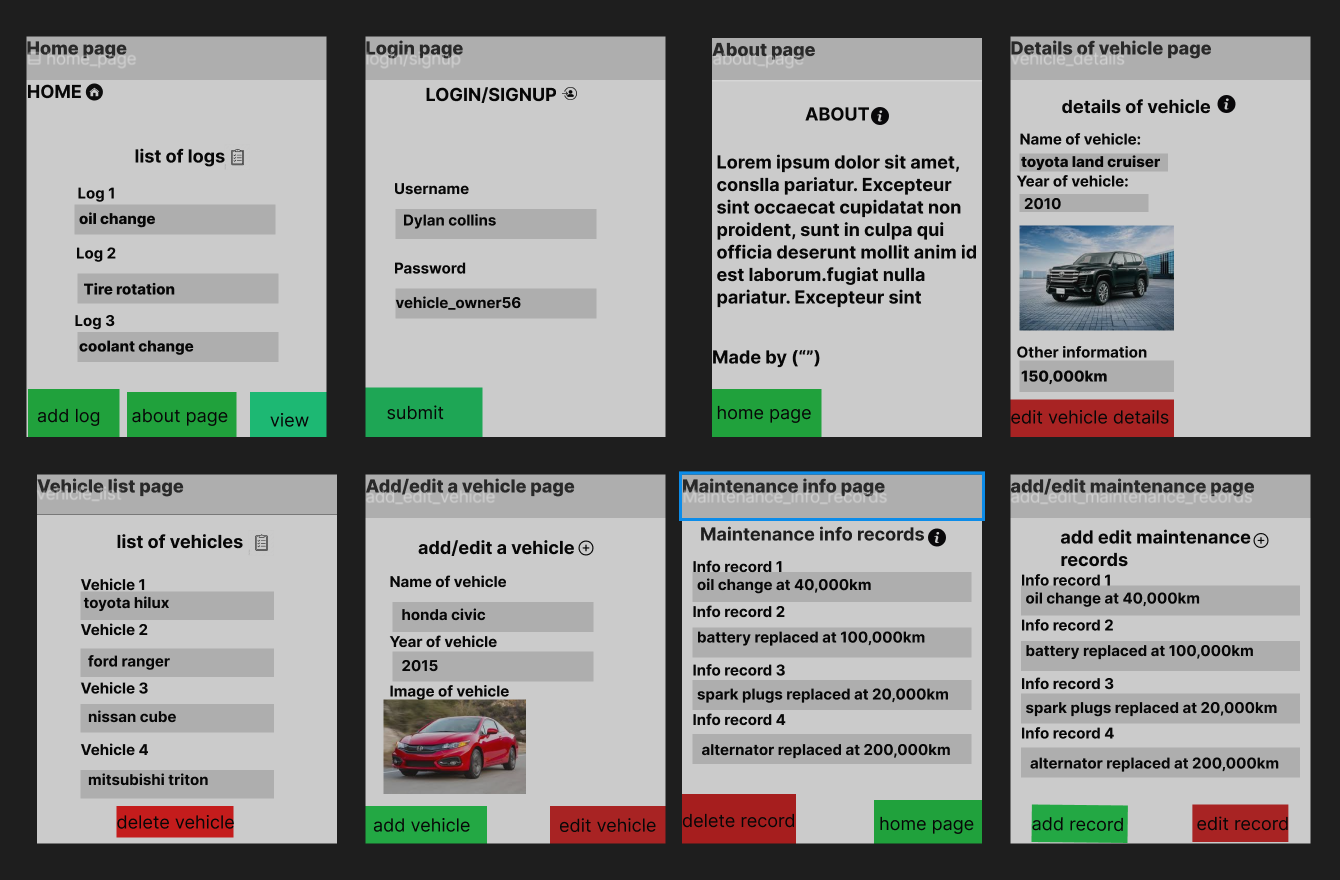 Home page
home_page
HOME
list of logs
Log 1
oil change
Log 2
Tire rotation
Log 3
coolant change
add log
about page
view
Login page
login/signup
LOGIN/SIGNUP
Username
Dylan collins
Password
vehicle_owner56
submit
About page
about_page
ABOUT
Lorem ipsum dolor sit amet,
conslla pariatur. Excepteur
sint occaecat cupidatat non
proident, sunt in culpa qui
officia deserunt mollit anim id
est laborum.fugiat nulla
pariatur. Excepteur sint
Made by (“”)
home page
Details of vehicle page
vehicle_details
details of vehicle
Name of vehicle:
toyota land cruiser
Year of vehicle:
2010
Other information
150,000km
edit vehicle details
Vehicle list page
vehicle_list
list of vehicles
Vehicle 1
toyota hilux
Vehicle 2
ford ranger
Vehicle 3
nissan cube
Vehicle 4
mitsubishi triton
delete vehicle
Add/edit a vehicle page
add_edit_vehicle
add/edit a vehicle
Name of vehicle
honda civic
Year of vehicle
2015
Image of vehicle
add vehicle
edit vehicle
Maintenance info page
Maintenance_info_records
Maintenance info records
Info record 1
oil change at 40,000km
Info record 2
battery replaced at 100,000km
Info record 3
spark plugs replaced at 20,000km
Info record 4
alternator replaced at 200,000km
delete record
home page
add/edit maintenance page
add_edit_maintenance_records
add edit maintenance
records
Info record 1
oil change at 40,000km
Info record 2
battery replaced at 100,000km
Info record 3
spark plugs replaced at 20,000km
Info record 4
alternator replaced at 200,000km
add record
edit record